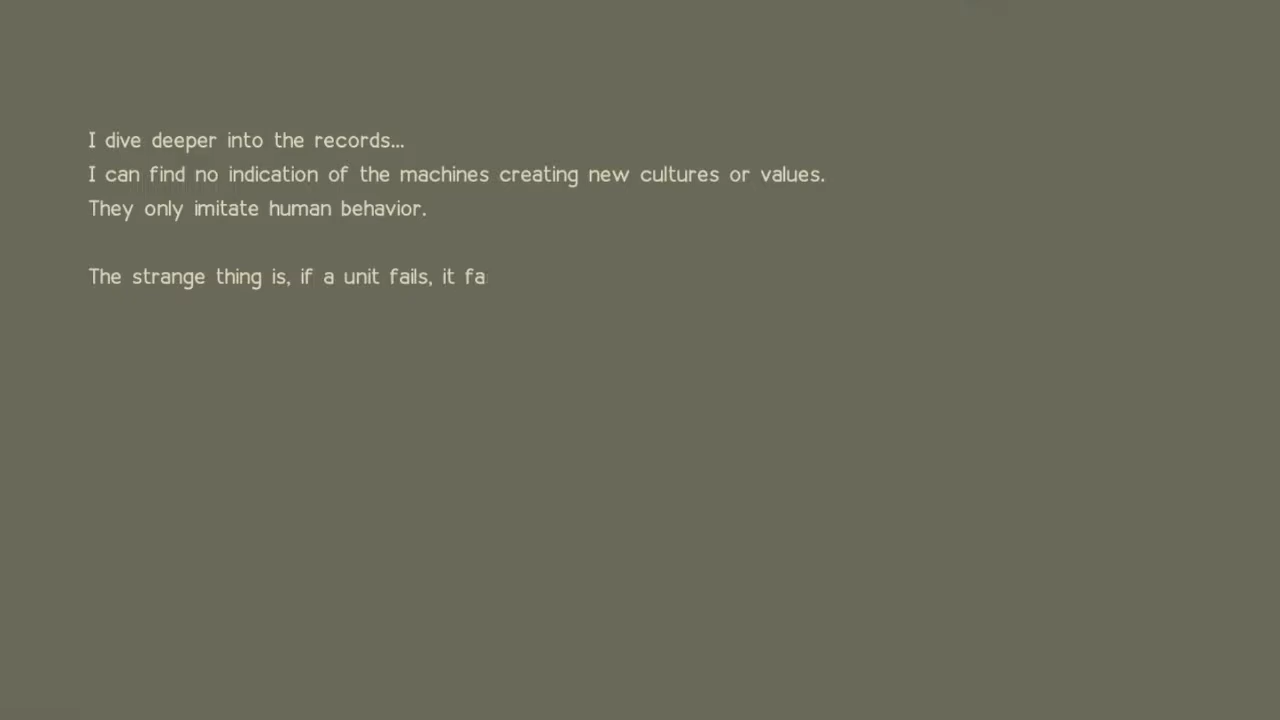 I dive deeper into the records...
I can find no indication of the machines creating new cultures or values.
They only imitate human behavior.
The strange thing is, if a unit fails, it fa